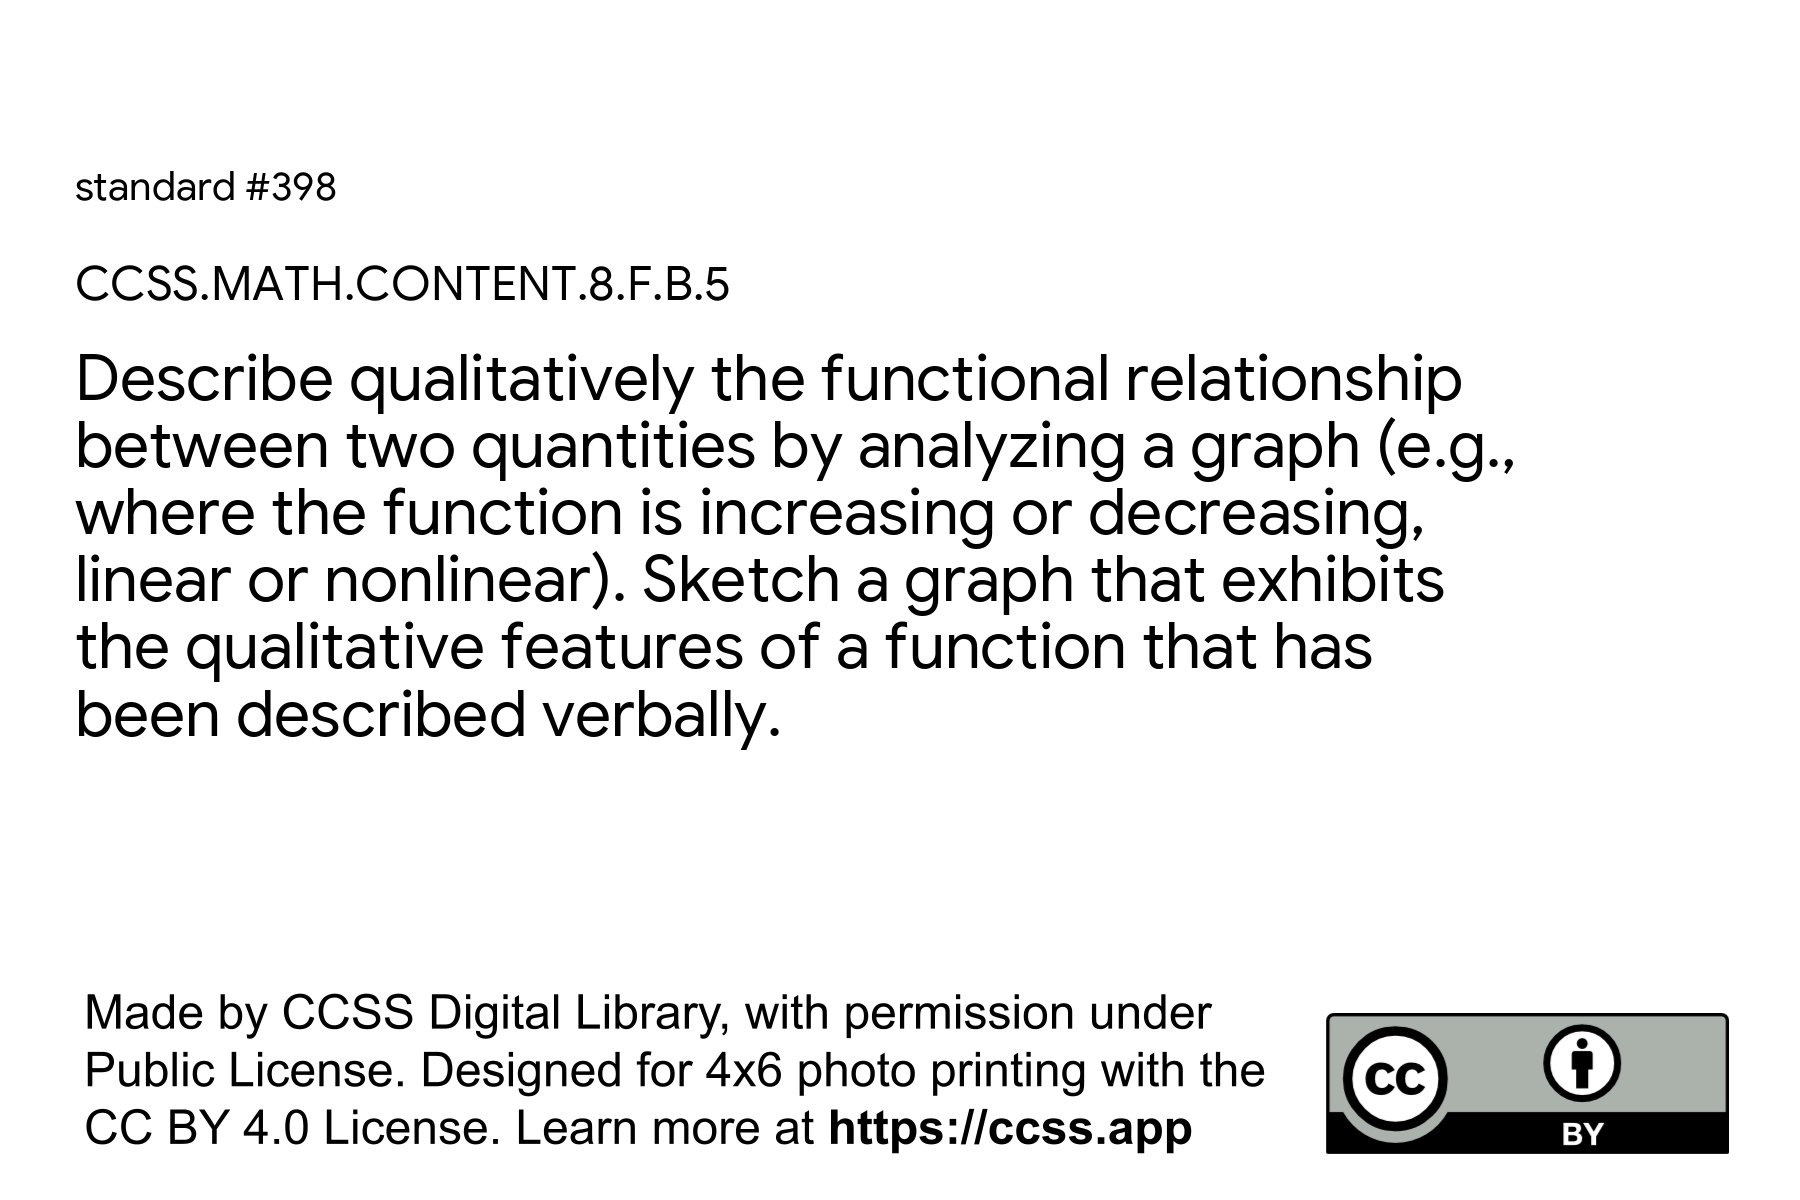 standard #398
CCSS.MATH.CONTENT.8.F.B.5
Describe qualitatively the functional relationship
between two quantities by analyzing a graph (e.g.,
where the function is increasing or decreasing,
linear or nonlinear). Sketch a graph that exhibits
the qualitative features of a function that has
been described verbally.
Made by CCSS Digital Library, with permission under
Public License. Designed for 4x6 photo printing with the
CC BY 4.0 License. Learn more at https://ccss.app
CC
BY